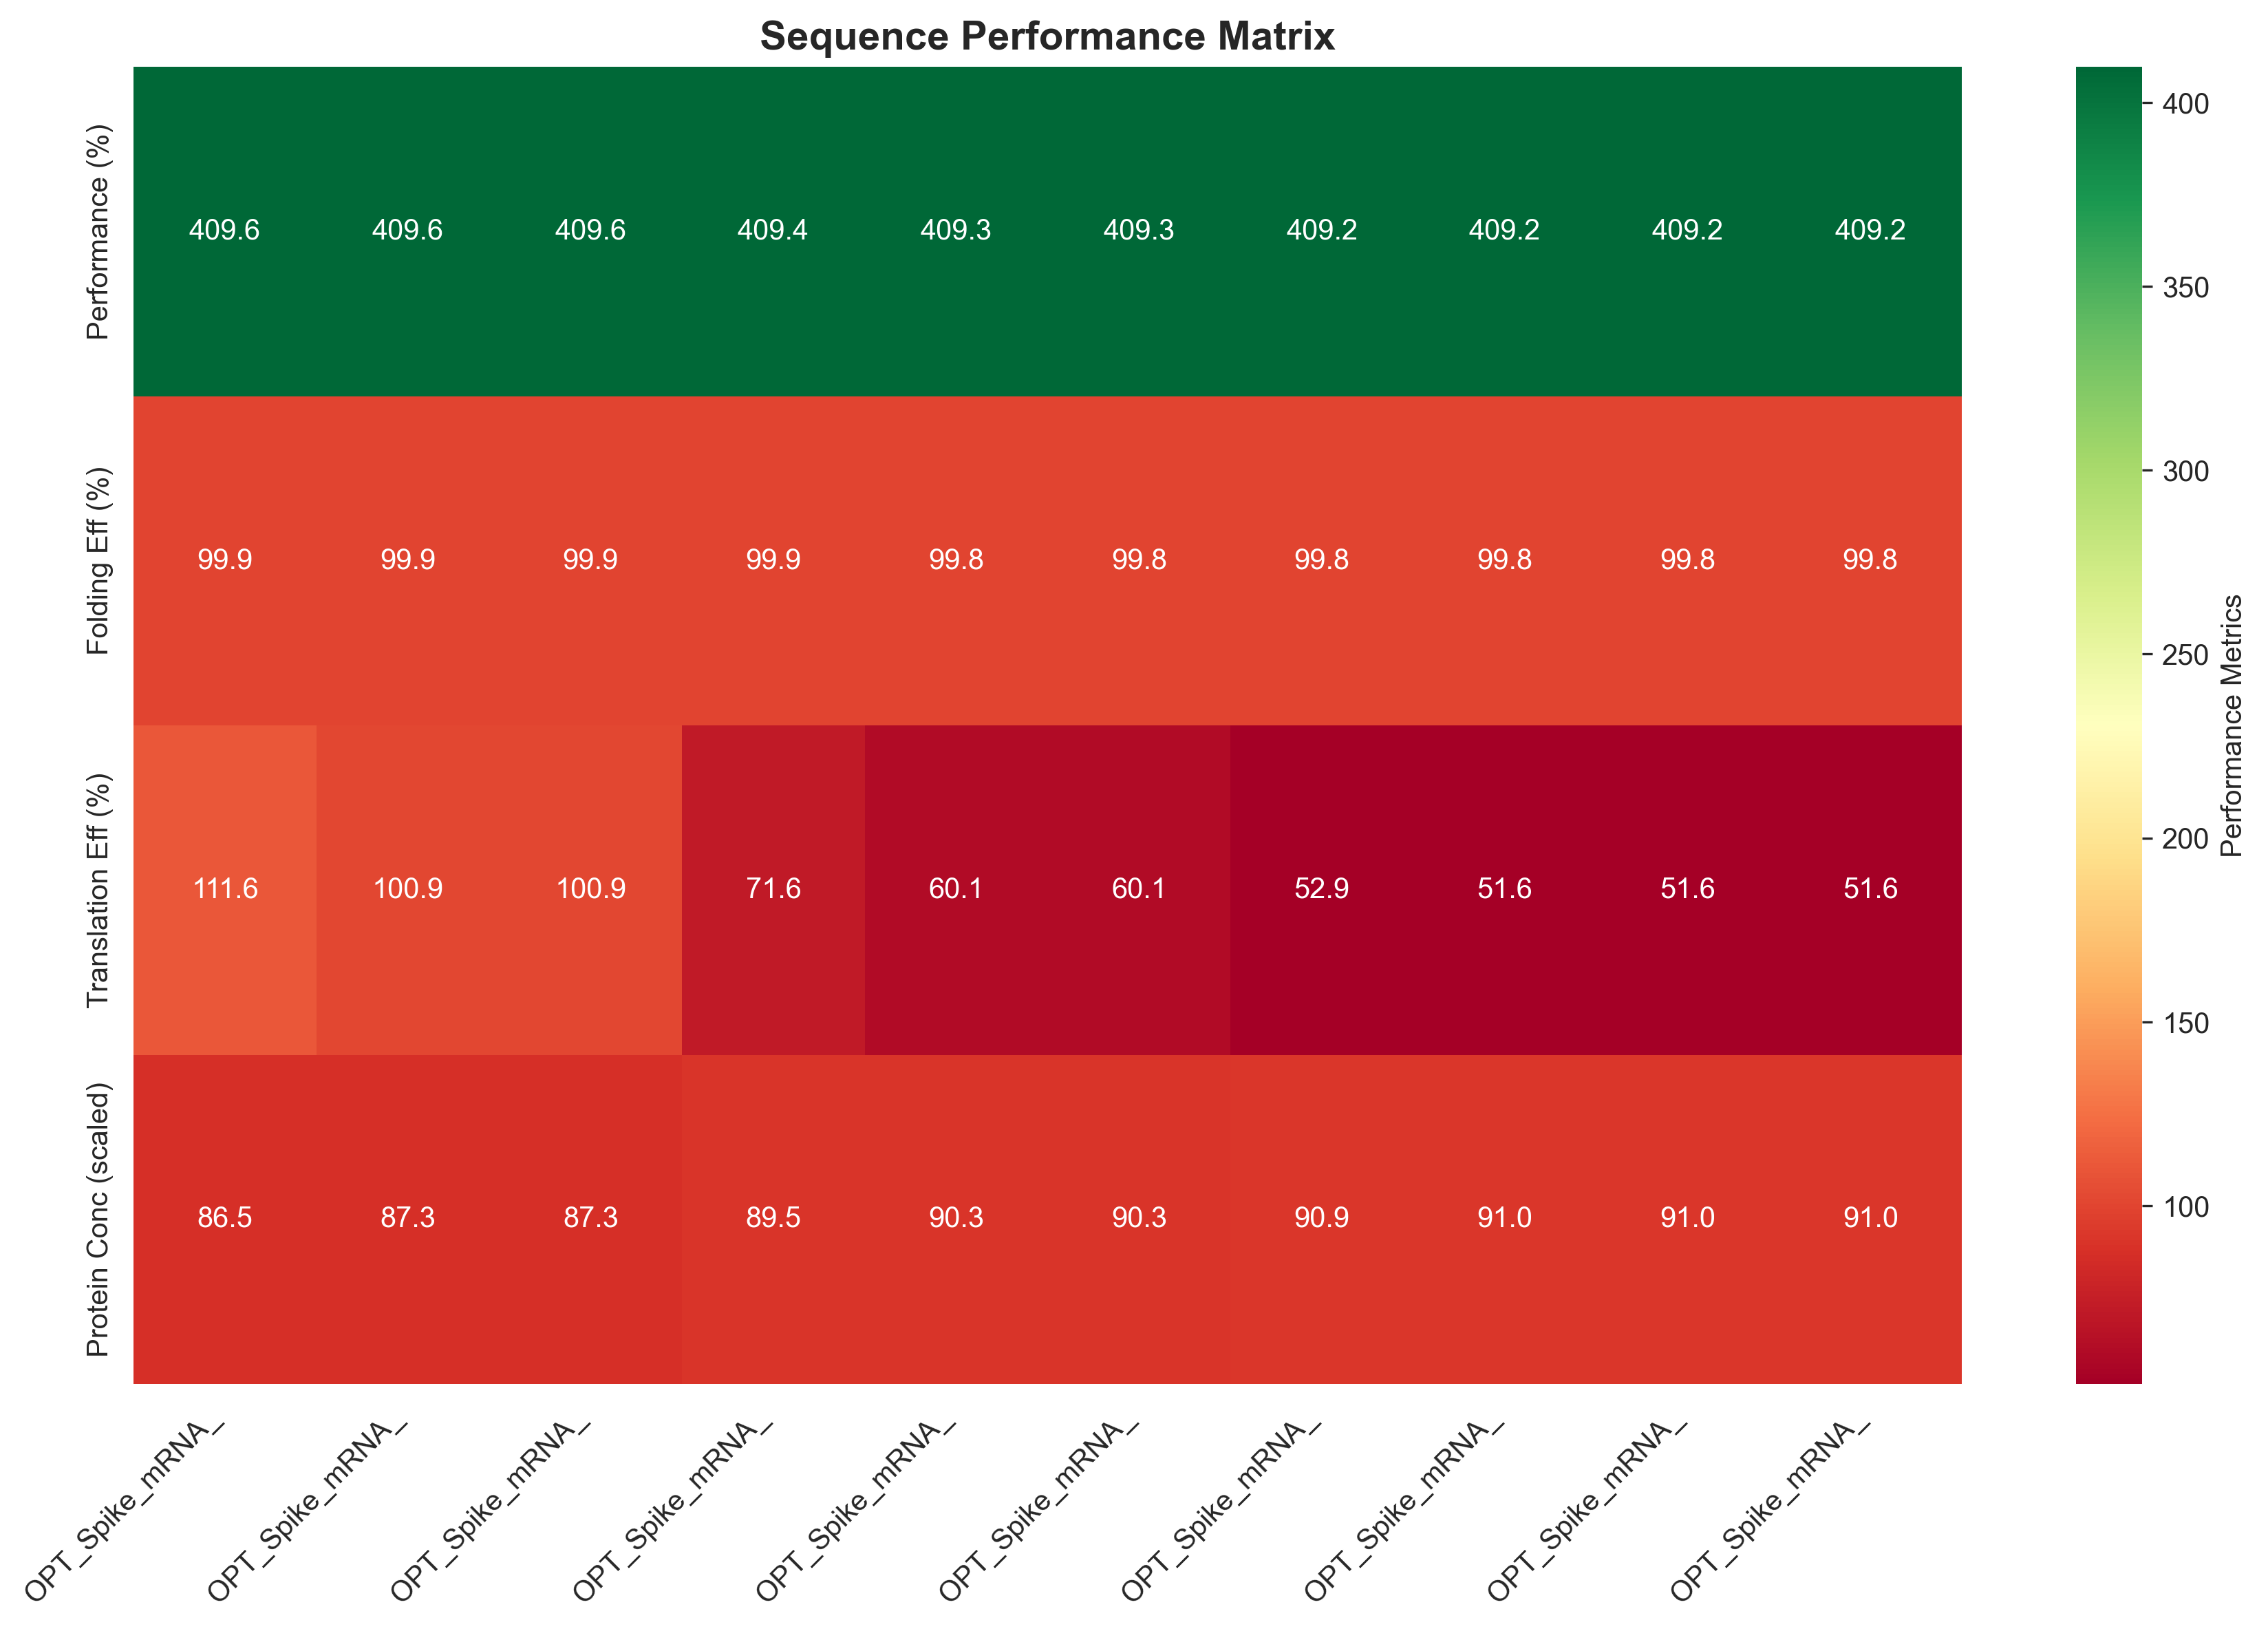 Sequence Performance Matrix
Performance (%)
409.6 409.6 409.6 409.4 409.3 409.3 409.2 409.2 409.2 409.2
Folding Eff (%)
99.9 99.9 99.9 99.9 99.8 99.8 99.8 99.8 99.8 99.8
Translation Eff (%)
111.6 100.9 100.9 71.6 60.1 60.1 52.9 51.6 51.6 51.6
Protein Conc (scaled)
86.5 87.3 87.3 89.5 90.3 90.3 90.9 91.0 91.0 91.0
OPT_Spike_mRNA_
OPT_Spike_mRNA_
OPT_Spike_mRNA_
OPT_Spike_mRNA_
OPT_Spike_mRNA_
OPT_Spike_mRNA_
OPT_Spike_mRNA_
OPT_Spike_mRNA_
OPT_Spike_mRNA_
OPT_Spike_mRNA_
400
350
300
250
200
150
100
Performance Metrics